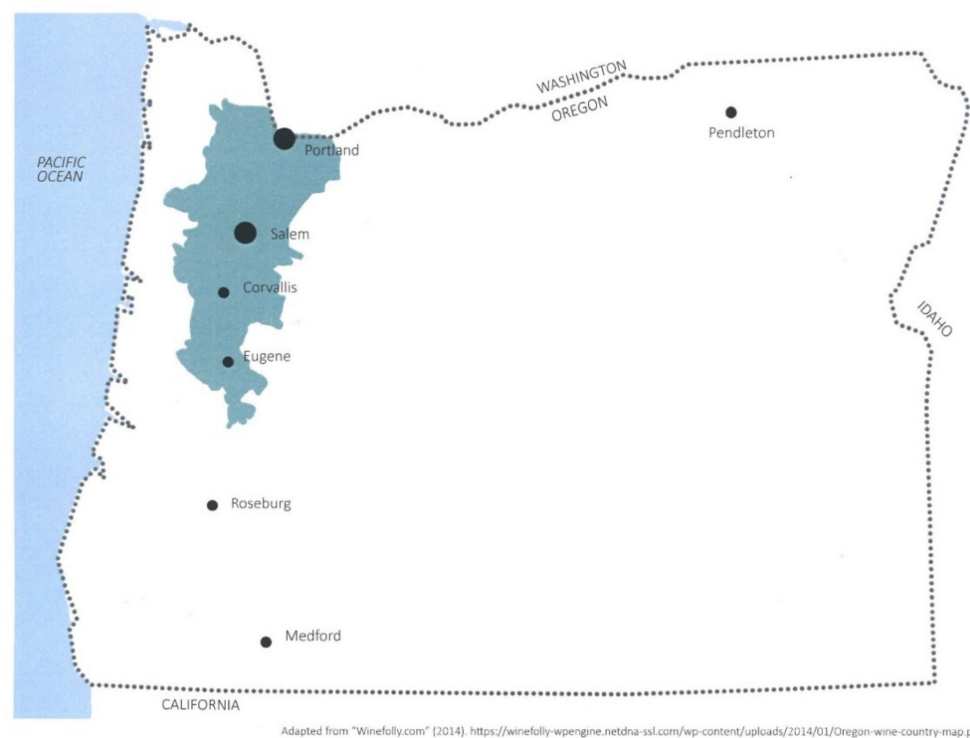 WASHINGTON
OREGON
Pendleton
PACIFIC
OCEAN
Portland
Salem
Corvallis
IDAHO
Eugene
Roseburg
Medford
CALIFORNIA
Adapted from "Winefolly.com" (2014). https://winefolly-wpengine.netdna-ssl.com/wp-content/uploads/2014/01/Oregon-wine-country-map.p